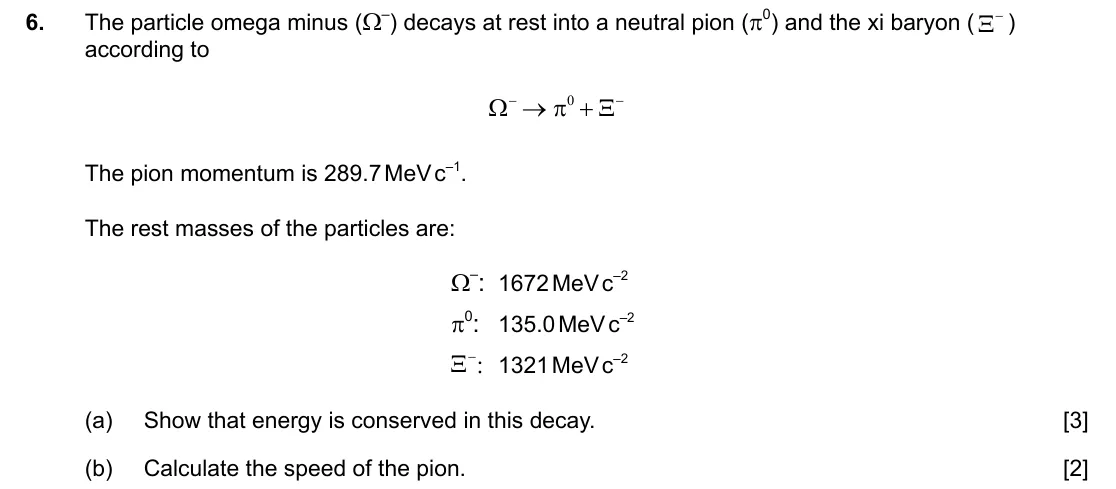 6. The particle omega minus (Ω⁻) decays at rest into a neutral pion (π⁰) and the xi baryon (Ξ⁻)
according to
Ω⁻ → π⁰ + Ξ⁻
The pion momentum is 289.7 MeV c⁻¹.
The rest masses of the particles are:
Ω⁻: 1672 MeV c⁻²
π⁰: 135.0 MeV c⁻²
Ξ⁻: 1321 MeV c⁻²
(a) Show that energy is conserved in this decay. [3]
(b) Calculate the speed of the pion. [2]